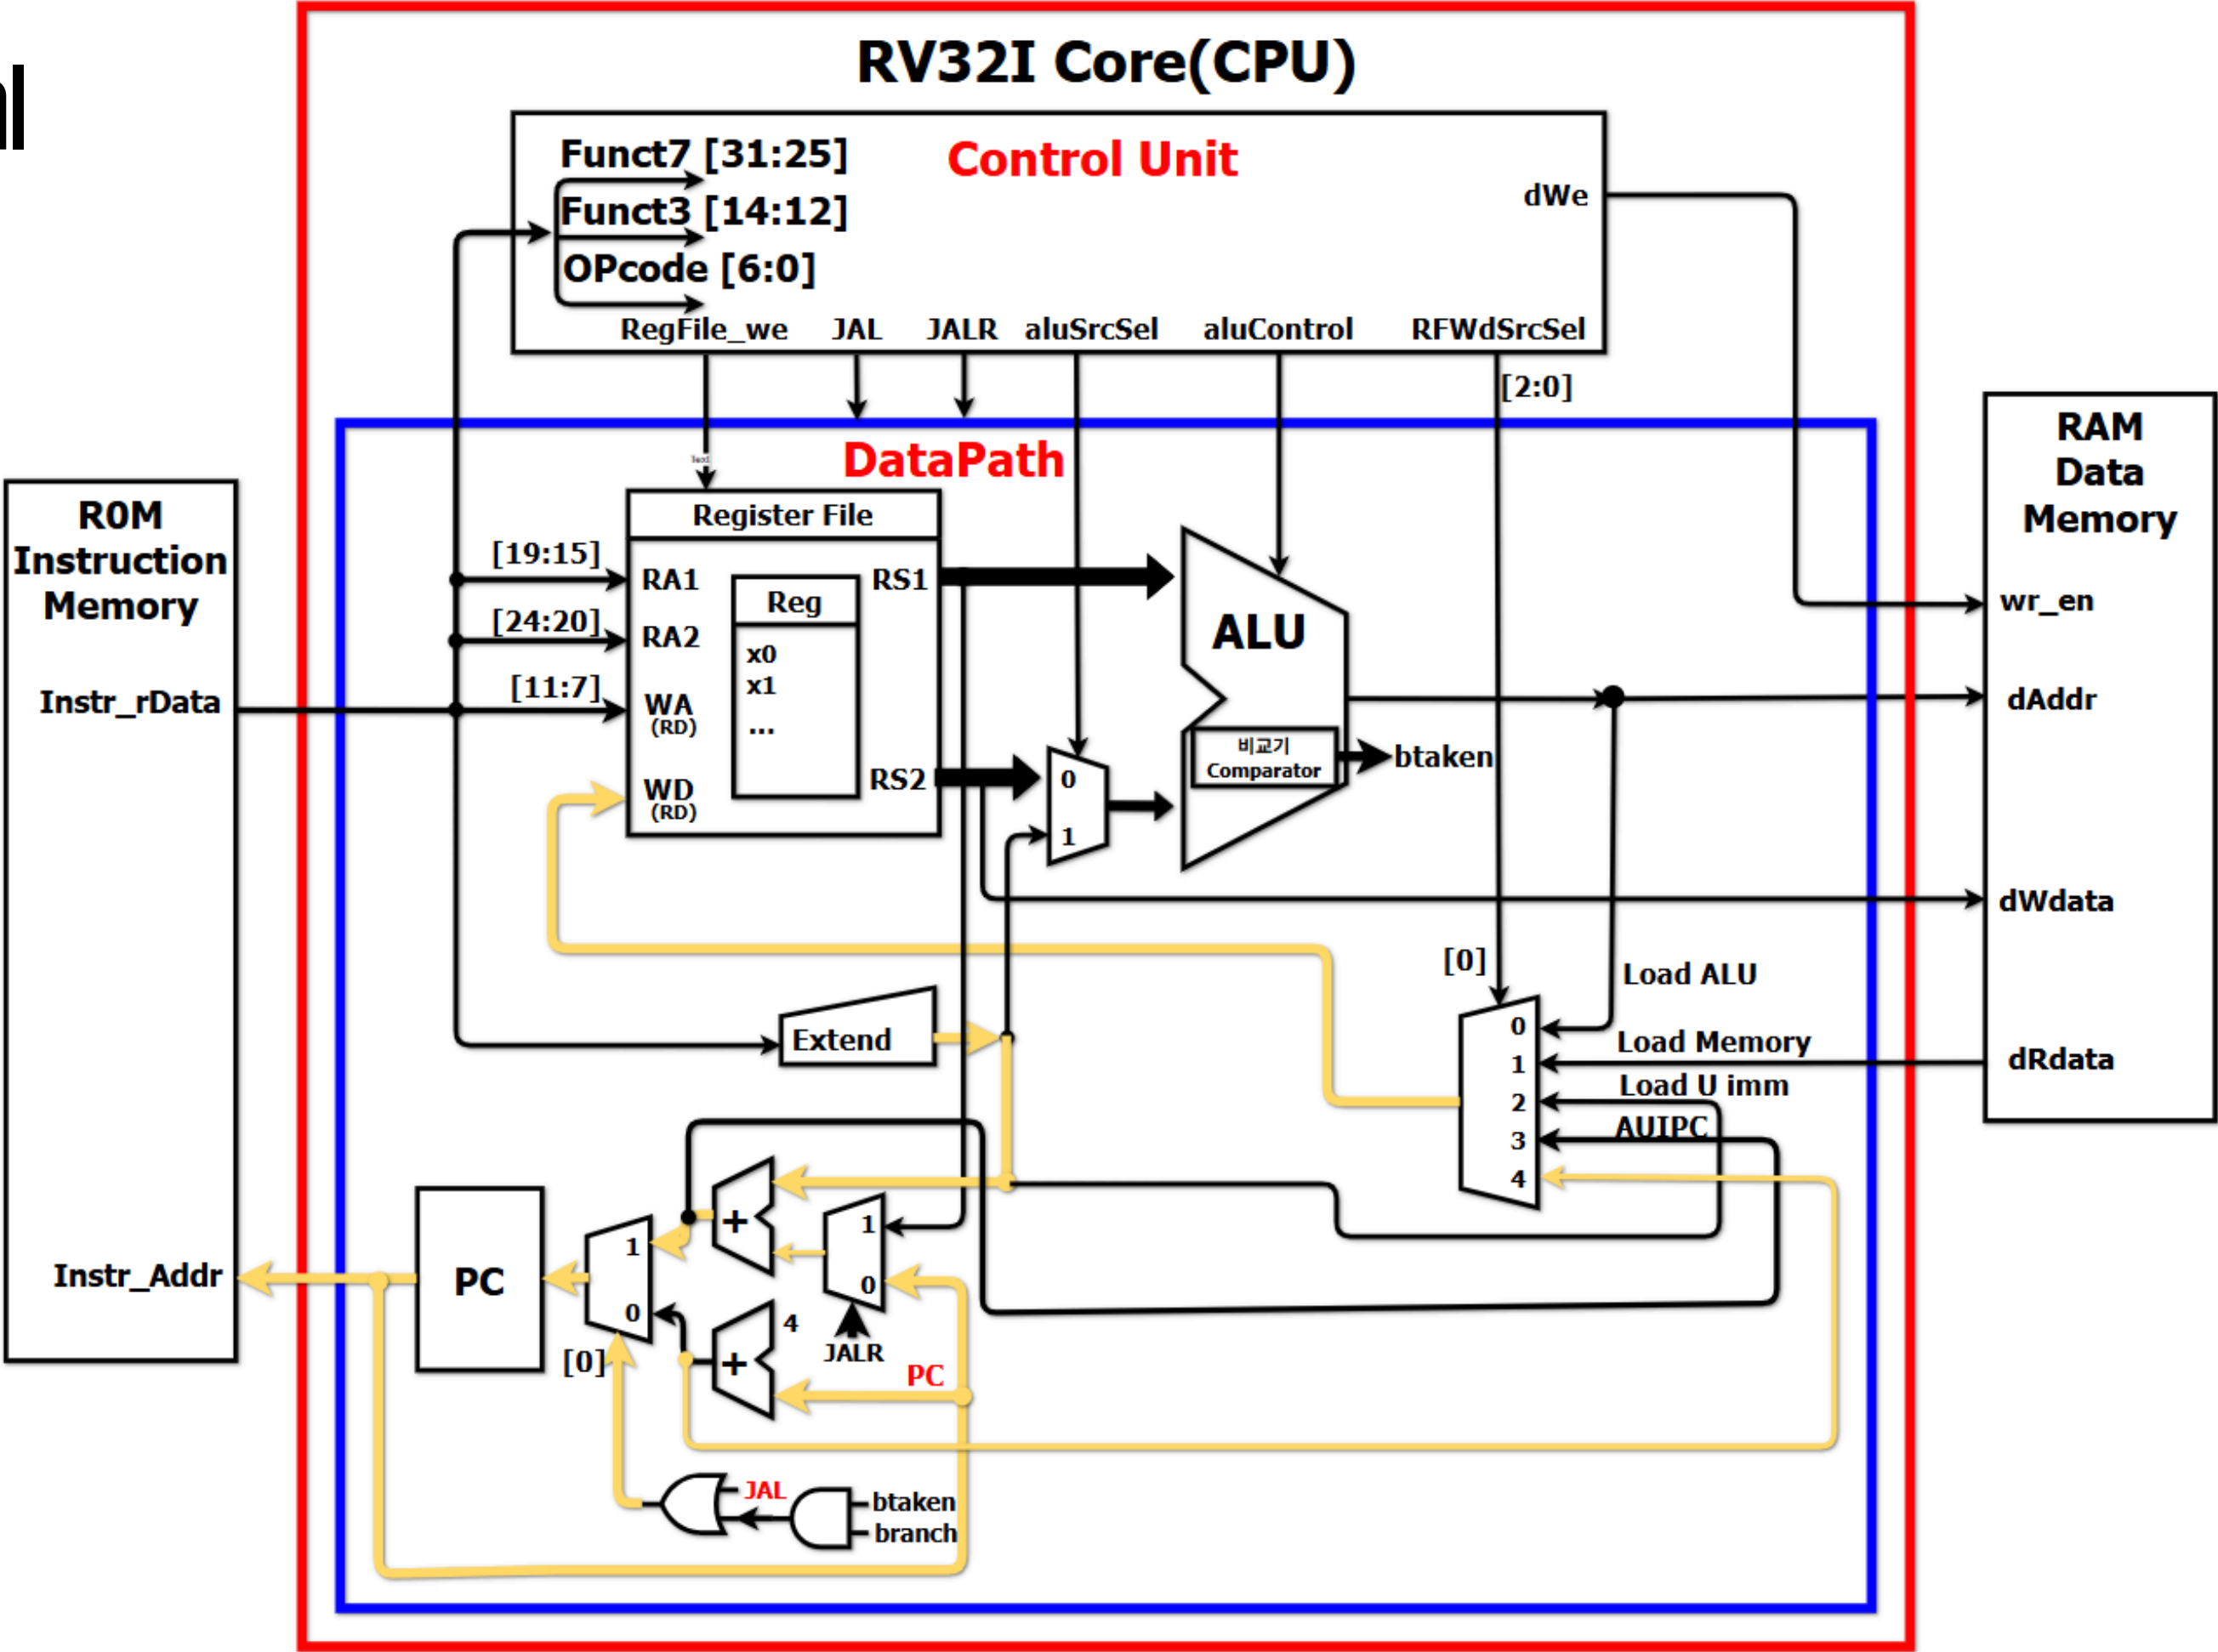 al
RV32I Core(CPU)
Control Unit
Funct7 [31:25]
Funct3 [14:12]
OPcode [6:0]
dWe
RegFile_we JAL JALR aluSrcSel aluControl RFWdSrcSel
[2:0]
DataPath
R0M
Instruction
Memory
Instr_rData
Instr_Addr
RAM
Data
Memory
wr_en
dAddr
dWdata
dRdata
Register File
[19:15]
[24:20]
[11:7]
RA1
RA2
WA
(RD)
WD
(RD)
Reg
x0
x1
...
RS1
RS2
0
1
ALU
비교기
Comparator
btaken
[0]
Load ALU
Load Memory
Load U imm
AUIPC
0
1
2
3
4
Extend
PC
1
0
[0]
+
+
4
1
0
JALR
PC
JAL
btaken
branch